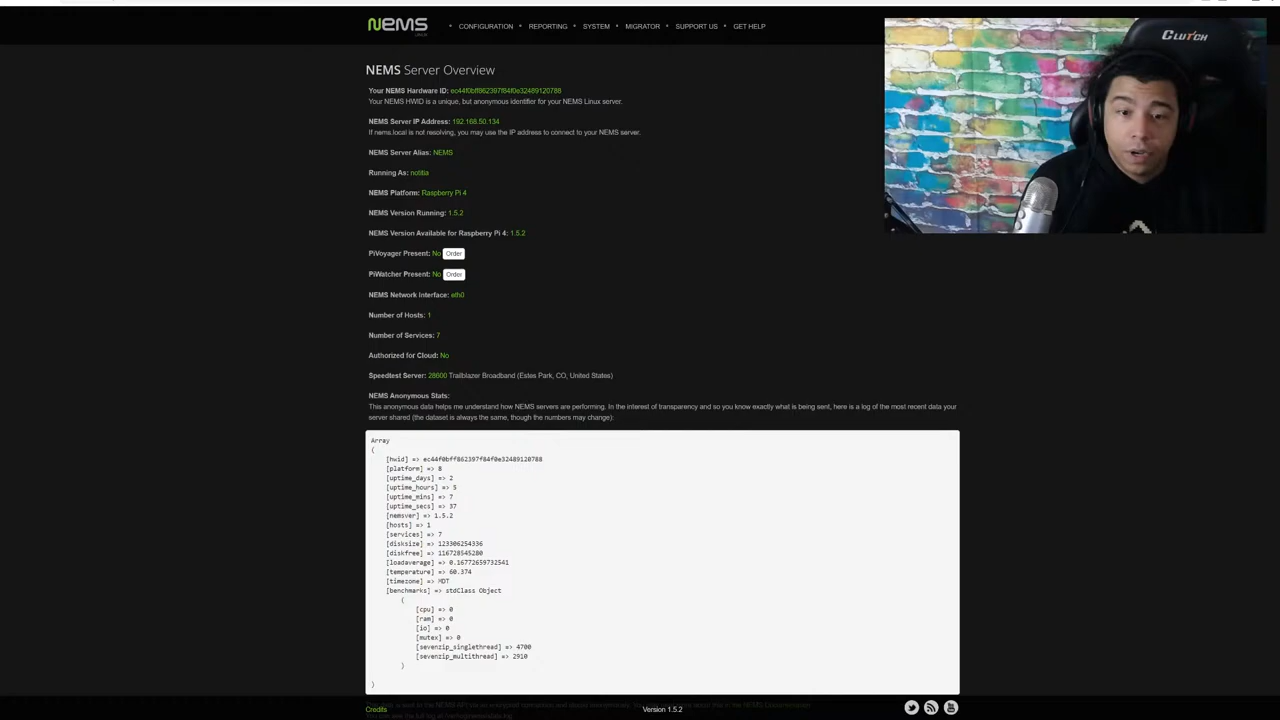 NEMS
LINUX
CONFIGURATION
REPORTING
SYSTEM
MIGRATOR
SUPPORT US
GET HELP
CLUTCH
NEMS Server Overview
Your NEMS Hardware ID: ec44f0bff862397f84f0e32489120788
Your NEMS HWID is a unique, but anonymous identifier for your NEMS Linux server.
NEMS Server IP Address: 192.168.50.134
If nems.local is not resolving, you may use the IP address to connect to your NEMS server.
NEMS Server Alias: NEMS
Running As: notitia
NEMS Platform: Raspberry Pi 4
NEMS Version Running: 1.5.2
NEMS Version Available for Raspberry Pi 4: 1.5.2
PiVoyager Present: No Order
PiWatcher Present: No Order
NEMS Network Interface: eth0
Number of Hosts: 1
Number of Services: 7
Authorized for Cloud: No
Speedtest Server: 28600 Trailblazer Broadband (Estes Park, CO, United States)
NEMS Anonymous Stats:
This anonymous data helps me understand how NEMS servers are performing. In the interest of transparency and so you know exactly what is being sent, here is a log of the most recent data your
server shared (the dataset is always the same, though the numbers may change):
Array
(
[hwid] => ec44f0bff862397f84f0e32489120788
[platform] => 8
[uptime_days] => 2
[uptime_hours] => 5
[uptime_mins] => 7
[uptime_secs] => 37
[nemsver] => 1.5.2
[hosts] => 1
[services] => 7
[disksize] => 123306254336
[diskfree] => 116728545280
[loadaverage] => 0.16772659732541
[temperature] => 60.374
[timezone] => MDT
[benchmarks] => stdClass Object
(
[cpu] => 0
[ram] => 0
[io] => 0
[mutex] => 0
[sevenzip_singlethread] => 4700
[sevenzip_multithread] => 2910
)
)
Credits
Version 1.5.2